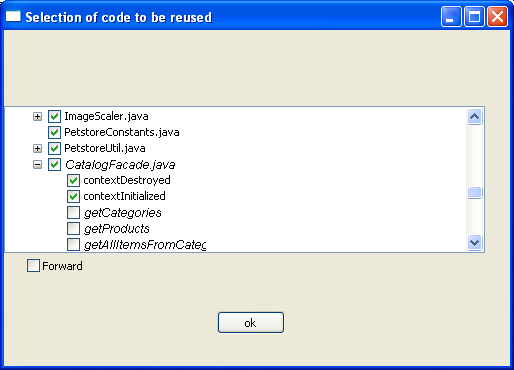 Selection of code to be reused
ImageScaler.java
PetstoreConstants.java
PetstoreUtil.java
CatalogFacade.java
contextDestroyed
contextInitialized
getCategories
getProducts
getAllItemsFromCateg
Forward
ok